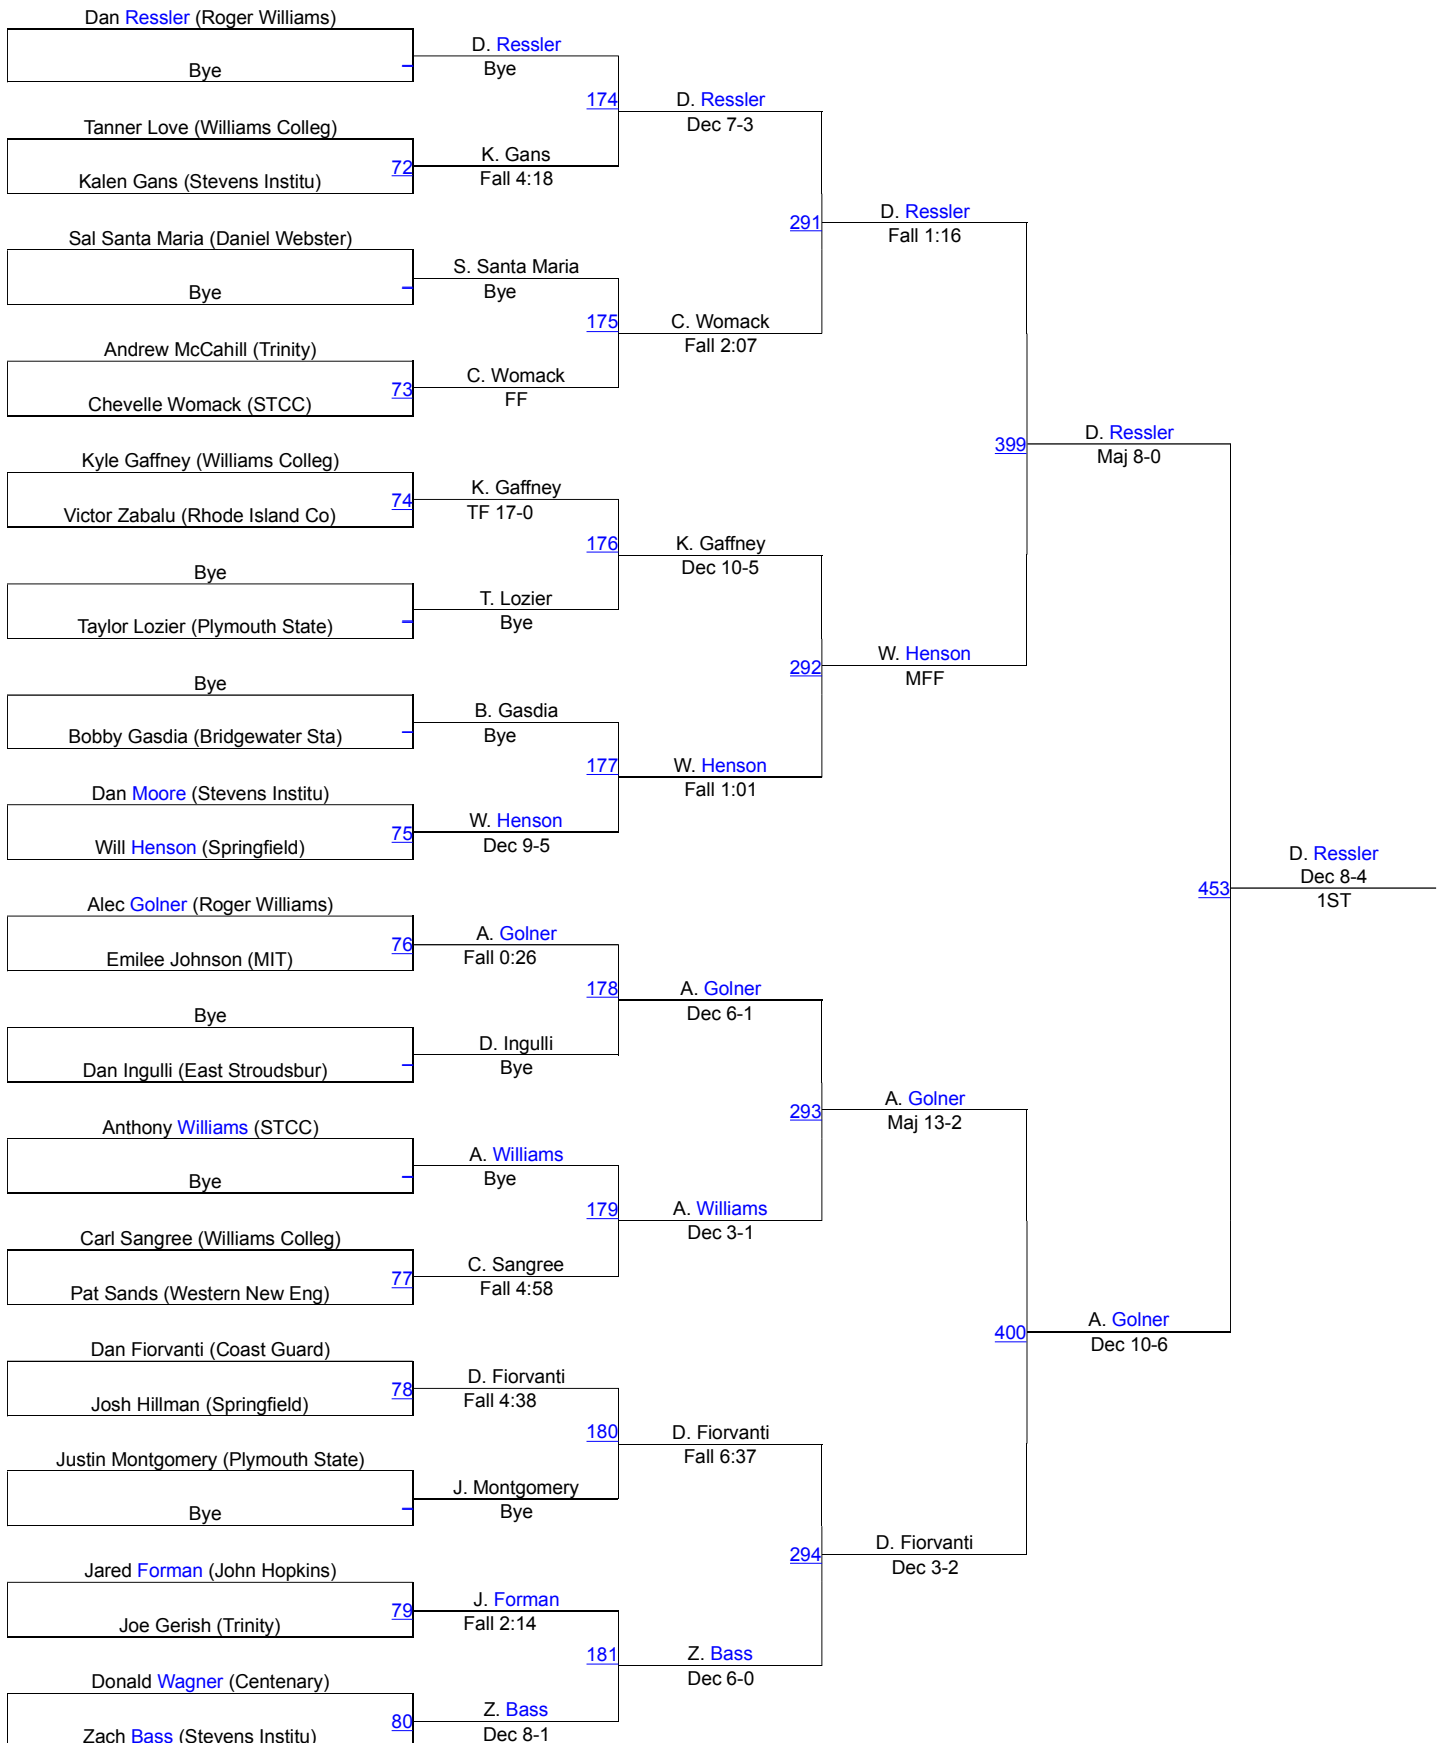 Dan Ressler (Roger Williams)
D. Ressler
Bye
Bye
174
D. Ressler
Dec 7-3
Tanner Love (Williams Colleg)
K. Gans
72
Kalen Gans (Stevens Institu)
Fall 4:18
291
D. Ressler
Fall 1:16
Sal Santa Maria (Daniel Webster)
S. Santa Maria
Bye
Bye
175
C. Womack
Fall 2:07
Andrew McCahill (Trinity)
C. Womack
73
Chevelle Womack (STCC)
FF
399
D. Ressler
Maj 8-0
Kyle Gaffney (Williams Colleg)
K. Gaffney
74
Victor Zabalu (Rhode Island Co)
TF 17-0
176
K. Gaffney
Dec 10-5
Bye
T. Lozier
Taylor Lozier (Plymouth State)
Bye
292
W. Henson
MFF
Bye
B. Gasdia
Bobby Gasdia (Bridgewater Sta)
Bye
177
W. Henson
Fall 1:01
Dan Moore (Stevens Institu)
W. Henson
75
Will Henson (Springfield)
Dec 9-5
453
D. Ressler
Dec 8-4
1ST
Alec Golner (Roger Williams)
A. Golner
76
Emilee Johnson (MIT)
Fall 0:26
178
A. Golner
Dec 6-1
Bye
D. Ingulli
Dan Ingulli (East Stroudsbur)
Bye
293
A. Golner
Maj 13-2
Anthony Williams (STCC)
A. Williams
Bye
Bye
179
A. Williams
Dec 3-1
Carl Sangree (Williams Colleg)
C. Sangree
77
Pat Sands (Western New Eng)
Fall 4:58
400
A. Golner
Dec 10-6
Dan Fiorvanti (Coast Guard)
D. Fiorvanti
78
Josh Hillman (Springfield)
Fall 4:38
180
D. Fiorvanti
Fall 6:37
Justin Montgomery (Plymouth State)
J. Montgomery
Bye
Bye
294
D. Fiorvanti
Dec 3-2
Jared Forman (John Hopkins)
J. Forman
79
Joe Gerish (Trinity)
Fall 2:14
181
Z. Bass
Dec 6-0
Donald Wagner (Centenary)
Z. Bass
80
Zach Bass (Stevens Institu)
Dec 8-1